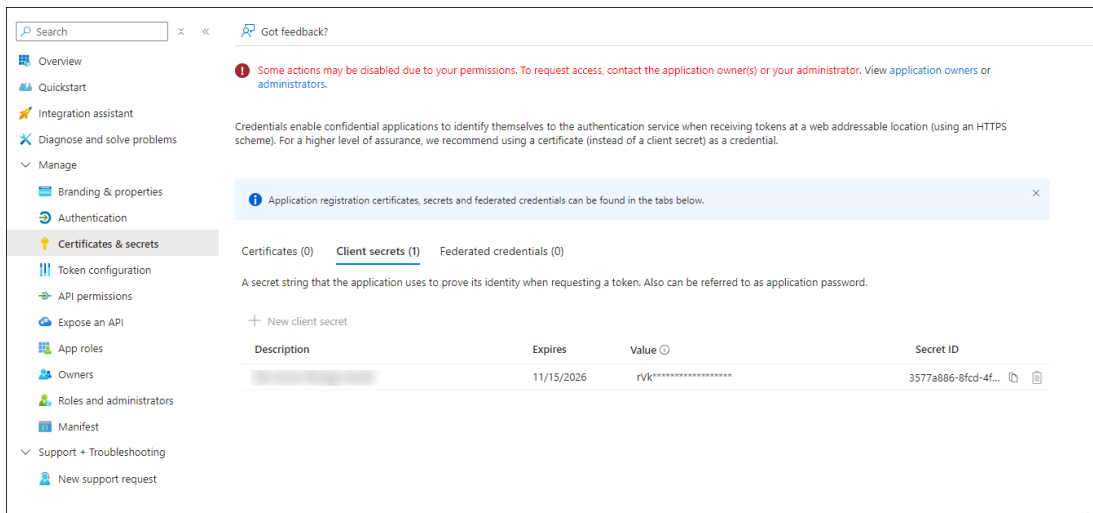 Search
Overview
Quickstart
Integration assistant
Diagnose and solve problems
Manage
Branding & properties
Authentication
Certificates & secrets
Token configuration
API permissions
Expose an API
App roles
Owners
Roles and administrators
Manifest
Support + Troubleshooting
New support request
Got feedback?
Some actions may be disabled due to your permissions. To request access, contact the application owner(s) or your administrator. View application owners or
administrators.
Credentials enable confidential applications to identify themselves to the authentication service when receiving tokens at a web addressable location (using an HTTPS
scheme). For a higher level of assurance, we recommend using a certificate (instead of a client secret) as a credential.
Application registration certificates, secrets and federated credentials can be found in the tabs below.
Certificates (0) Client secrets (1) Federated credentials (0)
A secret string that the application uses to prove its identity when requesting a token. Also can be referred to as application password.
New client secret
Description Expires Value Secret ID
11/15/2026 rVk****************** 3577a886-8fcd-4f...